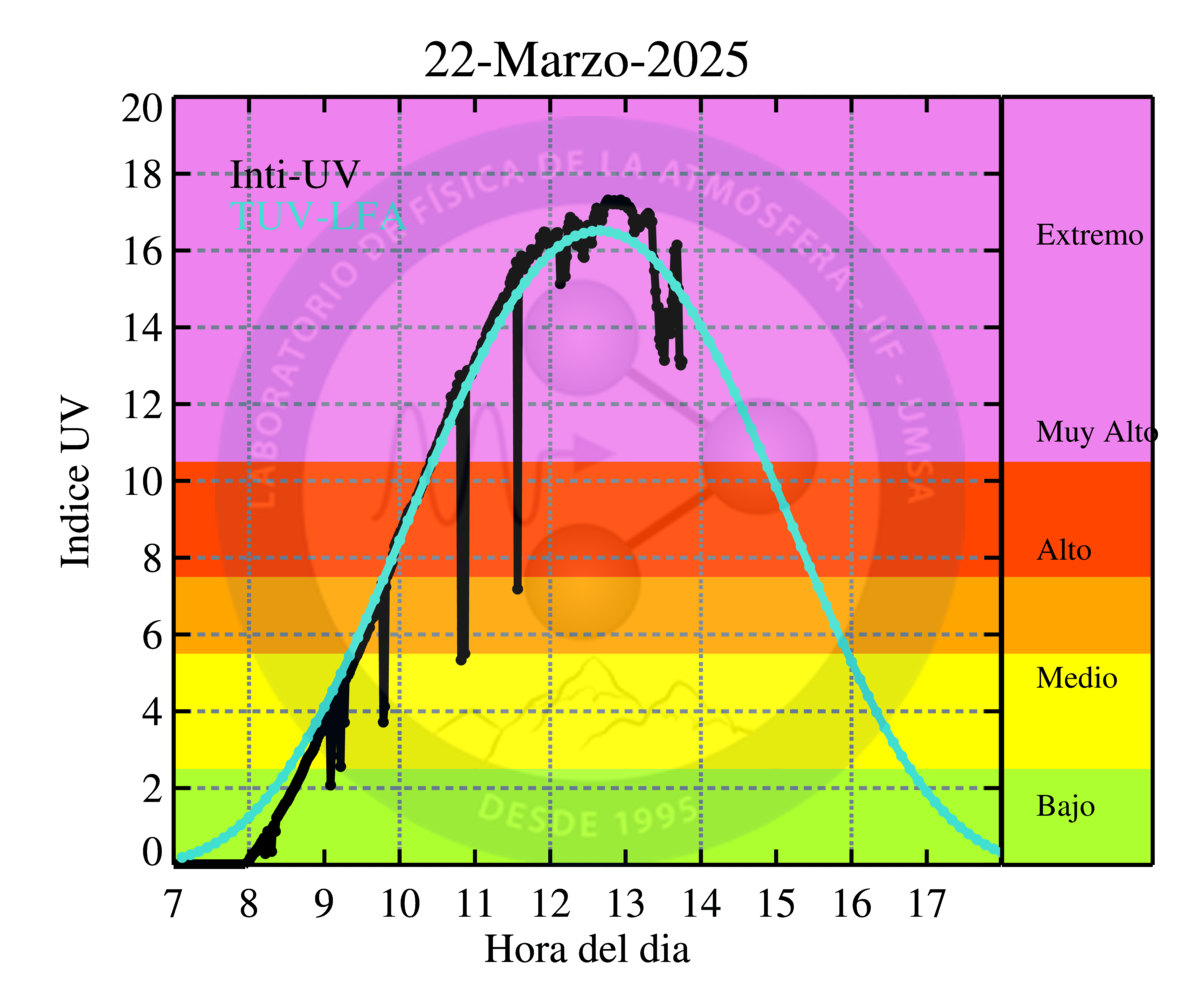 22-Marzo-2025
Inti-UV
TUV-LFA
LABORATORIO DE FÍSICA DE LA ATMÓSFERA - IIF - UMSA
DESDE 1995
Indice UV
20
18
16
14
12
10
8
6
4
2
0
7 8 9 10 11 12 13 14 15 16 17
Hora del dia
Extremo
Muy Alto
Alto
Medio
Bajo